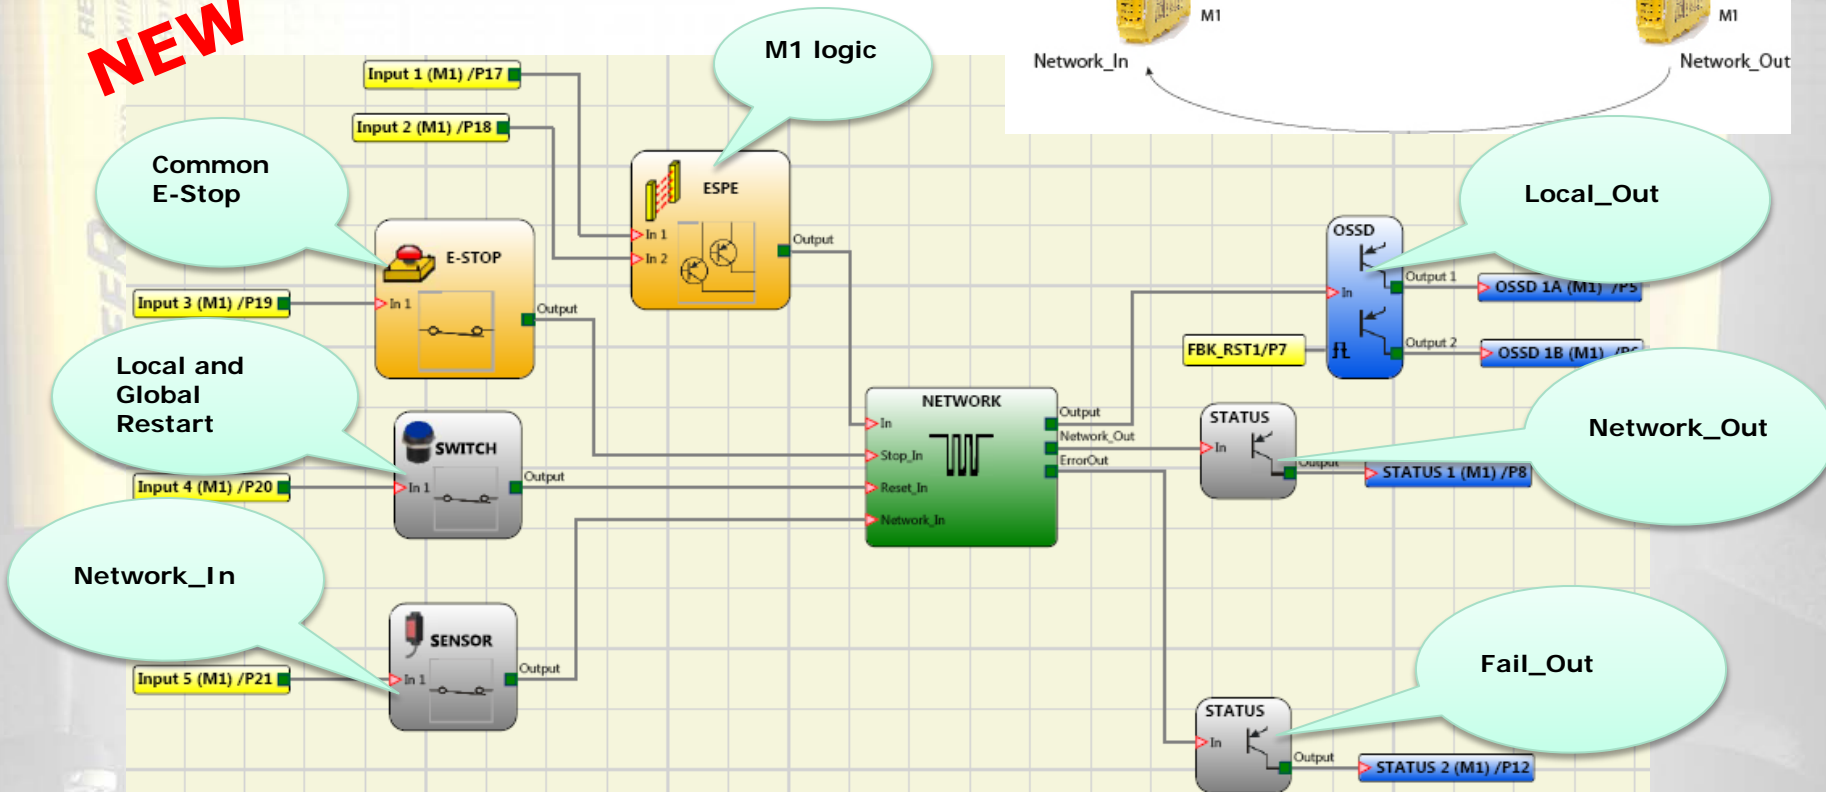 NEW
M1 logic
M1
M1
Network_In
Network_Out
Input 1 (M1) /P17
Input 2 (M1) /P18
Common
E-Stop
ESPE
In 1
In 2
Output
Local_Out
OSSD
In
Output 1
Output 2
OSSD 1A (M1) /P5
OSSD 1B (M1)
FBK_RST1/P7
E-STOP
In 1
Output
Input 3 (M1) /P19
Local and
Global
Restart
NETWORK
In
Stop_In
Reset_In
Network_In
Output
Network_Out
ErrorOut
STATUS
In
Output
STATUS 1 (M1) /P8
Network_Out
SWITCH
In 1
Output
Input 4 (M1) /P20
Network_In
SENSOR
In 1
Output
Input 5 (M1) /P21
Fail_Out
STATUS
In
Output
STATUS 2 (M1) /P12